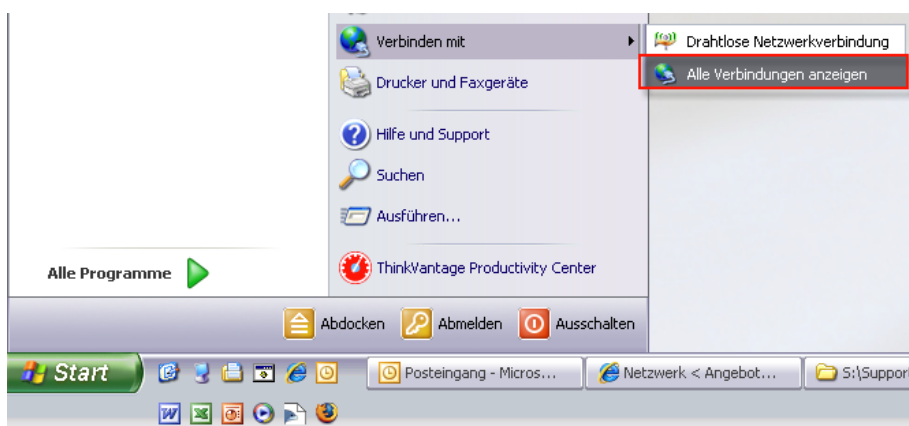 Verbinden mit
Drahtlose Netzwerkverbindung
Alle Verbindungen anzeigen
Drucker und Faxgeräte
Hilfe und Support
Suchen
Ausführen...
ThinkVantage Productivity Center
Alle Programme
Abdocken Abmelden Ausschalten
Start Posteingang - Micros... Netzwerk < Angebot... S:\Suppor